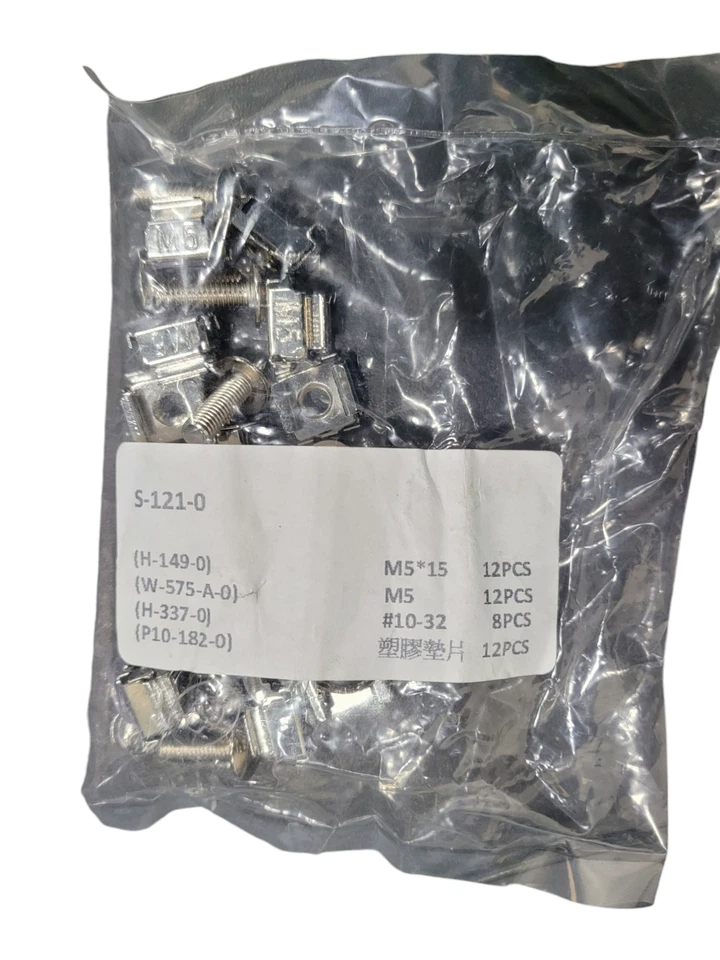 M5
S-121-0
(H-149-0) M5*15 12PCS
(W-575-A-0) M5 12PCS
(H-337-0) #10-32 8PCS
(P10-182-0) 塑膠墊片 12PCS